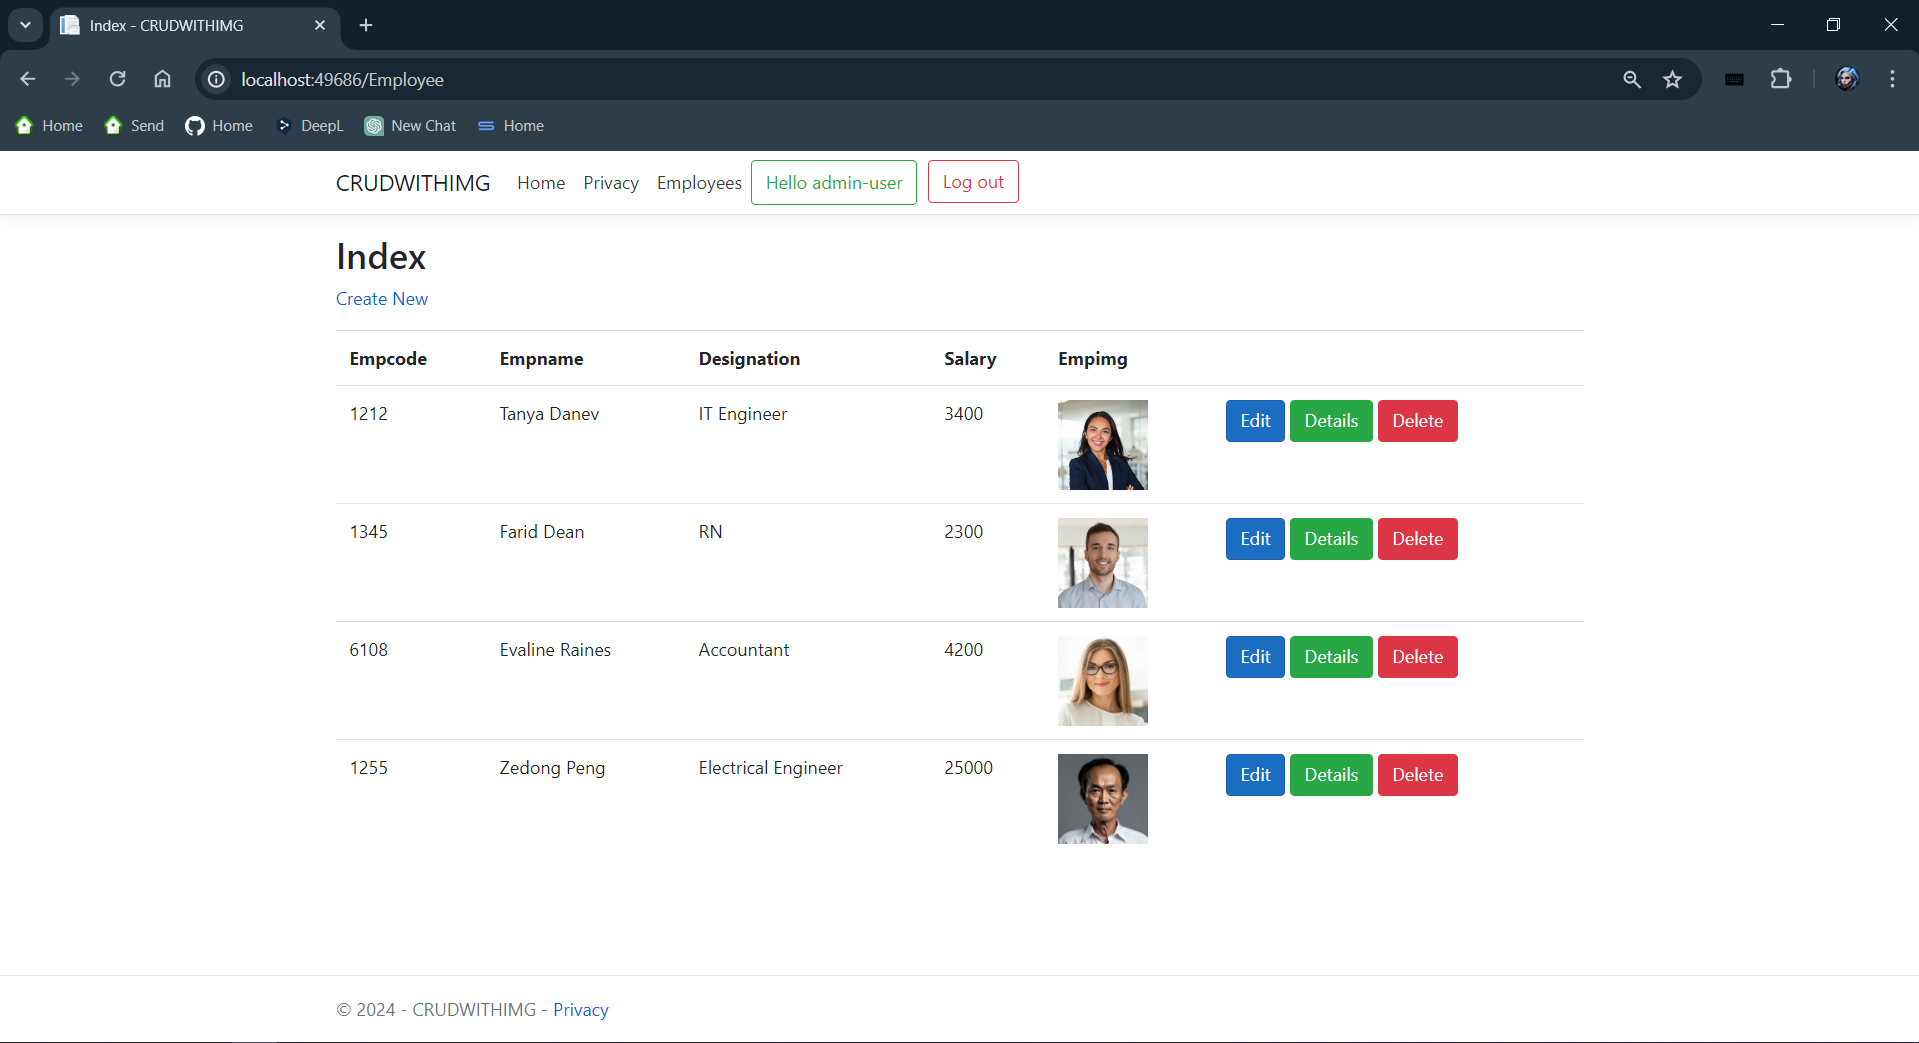 Index - CRUDWITHIMG
localhost:49686/Employee
Home Send Home DeepL New Chat Home
CRUDWITHIMG Home Privacy Employees Hello admin-user Log out
Index
Create New
Empcode Empname Designation Salary Empimg
1212 Tanya Danev IT Engineer 3400 Edit Details Delete
1345 Farid Dean RN 2300 Edit Details Delete
6108 Evaline Raines Accountant 4200 Edit Details Delete
1255 Zedong Peng Electrical Engineer 25000 Edit Details Delete
© 2024 - CRUDWITHIMG - Privacy